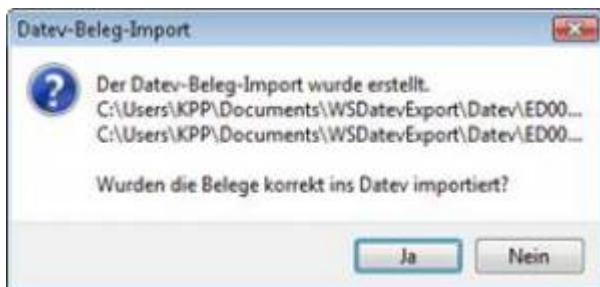 Datev-Beleg-Import
Der Datev-Beleg-Import wurde erstellt.
C:\Users\KPP\Documents\WSDatevExport\Datev\ED00...
C:\Users\KPP\Documents\WSDatevExport\Datev\ED00...
Wurden die Belege korrekt ins Datev importiert?
Ja
Nein